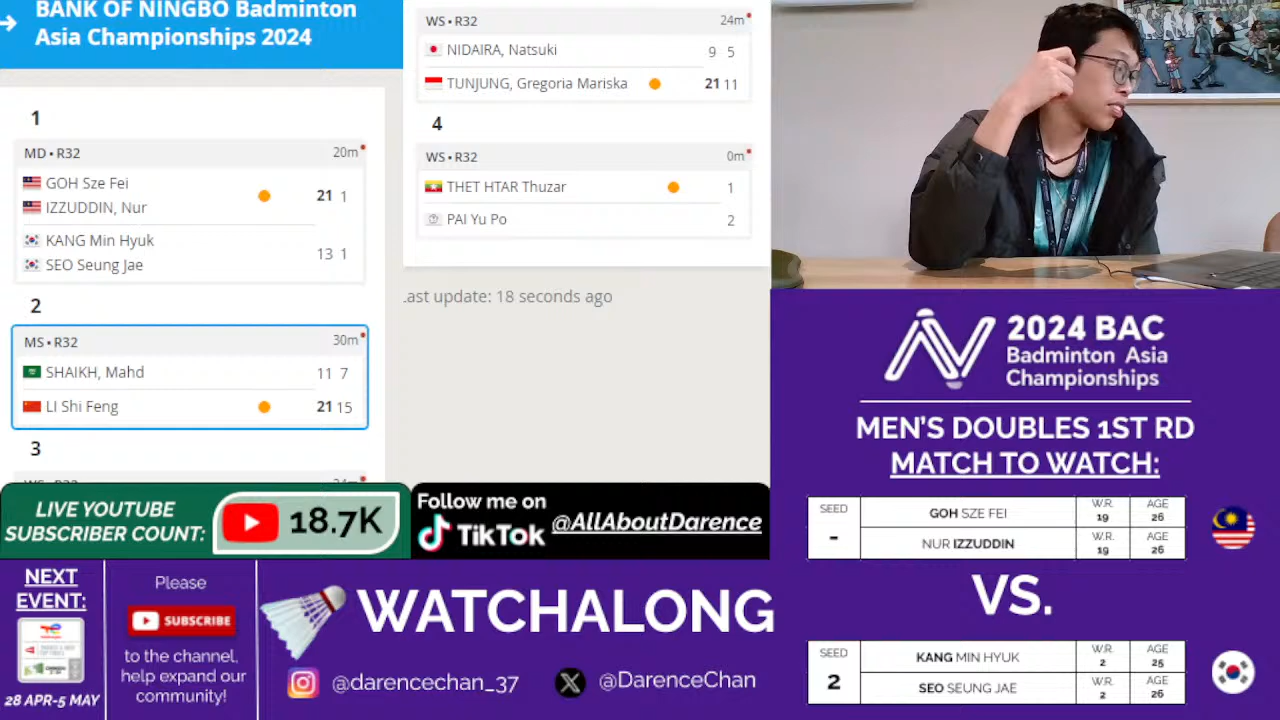 BANK OF NINGBO Badminton
Asia Championships 2024
1
MD • R32 20m
GOH Sze Fei
IZZUDDIN, Nur
21 1
KANG Min Hyuk
SEO Seung Jae
13 1
2
MS • R32 30m
SHAIKH, Mahd 11 7
LI Shi Feng 21 15
3
WS • R32 24m
NIDAIRA, Natsuki 9 5
TUNJUNG, Gregoria Mariska 21 11
4
WS • R32 0m
THET HTAR Thuzar 1
PAI Yu Po 2
ast update: 18 seconds ago
LIVE YOUTUBE
SUBSCRIBER COUNT:
18.7K
Follow me on
TikTok
@AllAboutDarence
NEXT
EVENT:
28 APR-5 MAY
Please
SUBSCRIBE
to the channel,
help expand our
community!
WATCHALONG
@darencechan_37
@DarenceChan
2024 BAC
Badminton Asia
Championships
MEN'S DOUBLES 1ST RD
MATCH TO WATCH:
SEED
-
GOH SZE FEI
W.R.
19
AGE
26
NUR IZZUDDIN
W.R.
19
AGE
26
VS.
SEED
2
KANG MIN HYUK
W.R.
2
AGE
25
SEO SEUNG JAE
W.R.
2
AGE
26